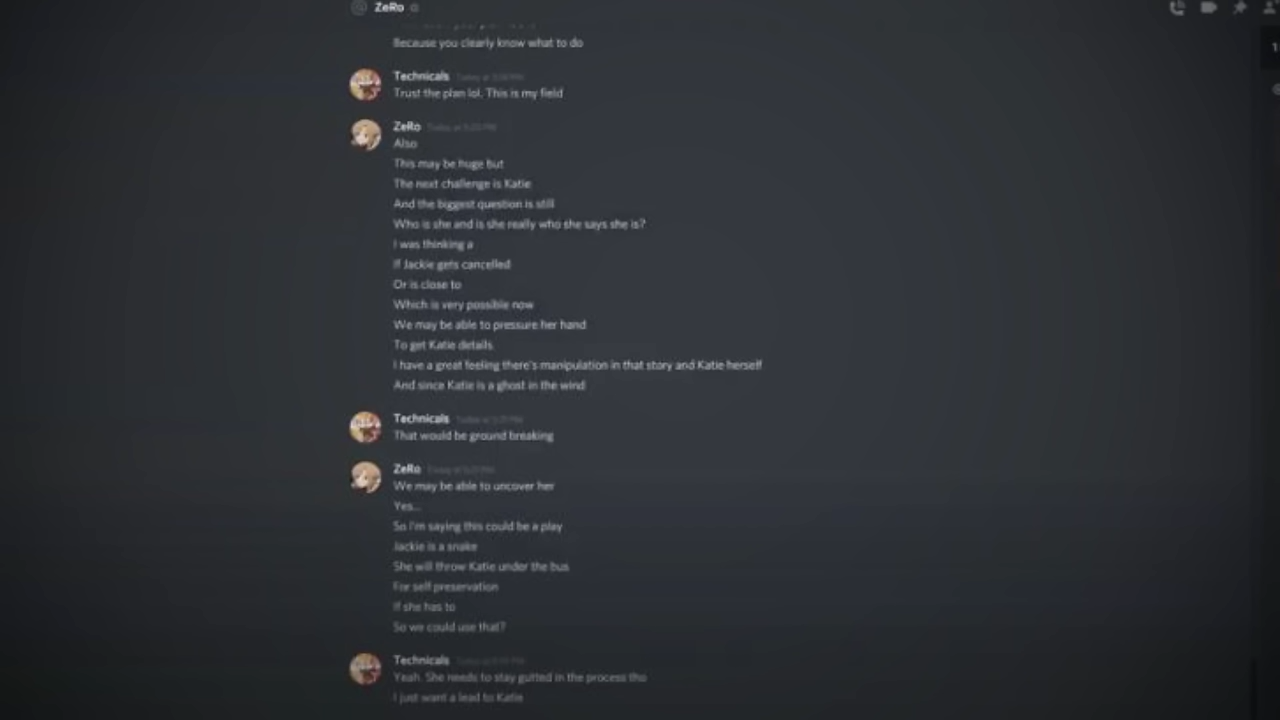 ZeRo
Because you clearly know what to do
Technicals
Trust the plan lol. This is my field
ZeRo
Also
This may be huge but
The next challenge is Katie
And the biggest question is still
Who is she and is she really who she says she is?
I was thinking a
If Jackie gets cancelled
Or is close to
Which is very possible now
We may be able to pressure her hand
To get Katie details
I have a great feeling there's manipulation in that story and Katie herself
And since Katie is a ghost in the wind
Technicals
That would be ground breaking
ZeRo
We may be able to uncover her
Yes...
So I'm saying this could be a play
Jackie is a snake
She will throw Katie under the bus
For self preservation
If she has to
So we could use that?
Technicals
Yeah. She needs to stay gutted in the process tho
I just want a lead to Katie